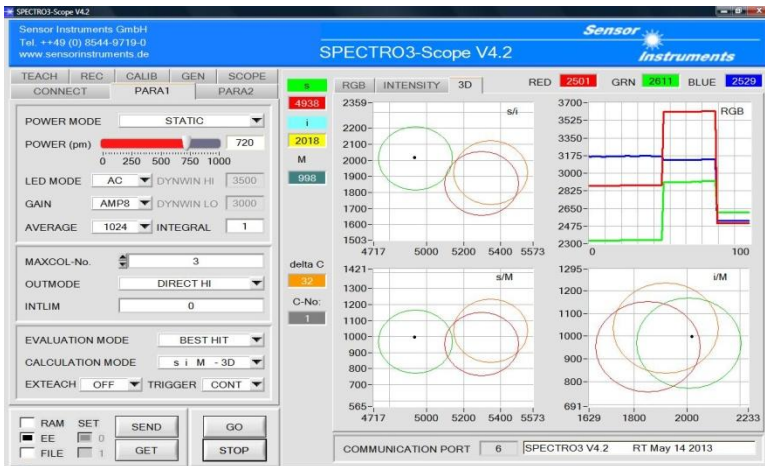 SPECTRO3-Scope V4.2
Sensor Instruments GmbH
Tel. ++49 (0) 8544-9719-0
www.sensorinstruments.de
SPECTRO3-Scope V4.2
Sensor
Instruments
TEACH REC CALIB GEN SCOPE
CONNECT PARA1 PARA2
POWER MODE STATIC
POWER (pm) 720
0 250 500 750 1000
LED MODE AC DYNWIN HI 3500
GAIN AMP8 DYNWIN LO 3000
AVERAGE 1024 INTEGRAL 1
MAXCOL-No. 3
OUTMODE DIRECT HI
INTLIM 0
EVALUATION MODE BEST HIT
CALCULATION MODE s i M - 3D
EXTEACH OFF TRIGGER CONT
RAM SET SEND GO
EE 0
FILE 1 GET STOP
s
4938
i
2018
M
998
delta C
32
C-No:
1
RGB INTENSITY 3D RED 2501 GRN 2611 BLUE 2529
s/i
2359
2200
2100
2000
1900
1800
1700
1600
1503
4717 5000 5200 5400 5573
RGB
3700
3525
3350
3175
3000
2825
2650
2475
2300
0 100
s/M
1421
1300
1200
1100
1000
900
800
700
565
4717 5000 5200 5400 5573
i/M
1295
1200
1100
1000
900
800
691
1629 1800 2000 2233
COMMUNICATION PORT 6 SPECTRO3 V4.2 RT May 14 2013